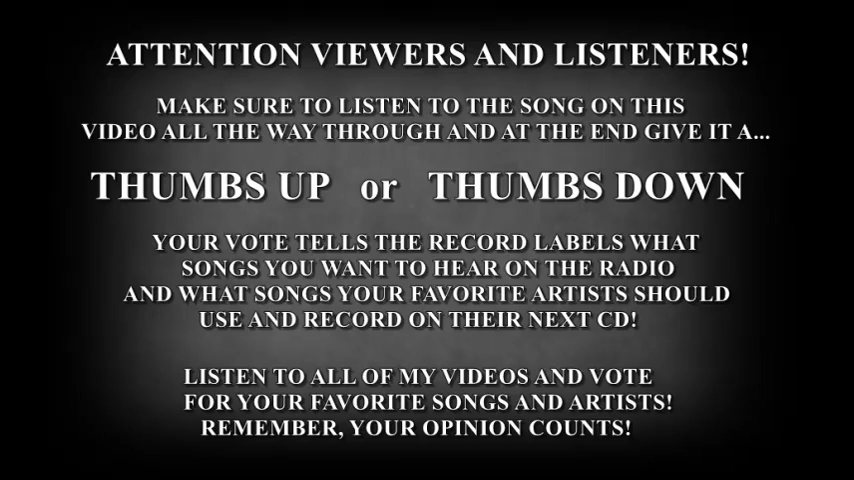 ATTENTION VIEWERS AND LISTENERS!
MAKE SURE TO LISTEN TO THE SONG ON THIS
VIDEO ALL THE WAY THROUGH AND AT THE END GIVE IT A...
THUMBS UP or THUMBS DOWN
YOUR VOTE TELLS THE RECORD LABELS WHAT
SONGS YOU WANT TO HEAR ON THE RADIO
AND WHAT SONGS YOUR FAVORITE ARTISTS SHOULD
USE AND RECORD ON THEIR NEXT CD!
LISTEN TO ALL OF MY VIDEOS AND VOTE
FOR YOUR FAVORITE SONGS AND ARTISTS!
REMEMBER, YOUR OPINION COUNTS!